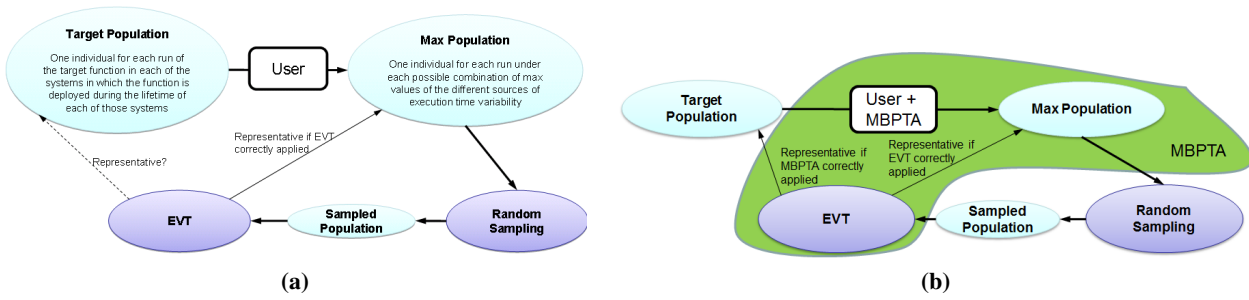 Target Population
One individual for each run of
the target function in each of the
systems in which the function is
deployed during the lifetime of
each of those systems
User
Max Population
One individual for each run under
each possible combination of max
values of the different sources of
execution time variability
Representative?
Representative if EVT
correctly applied
EVT
Sampled
Population
Random
Sampling
(a)
Target
Population
User +
MBPTA
Max Population
MBPTA
Representative if
MBPTA correctly
applied
Representative if
EVT correctly
applied
EVT
Sampled
Population
Random
Sampling
(b)